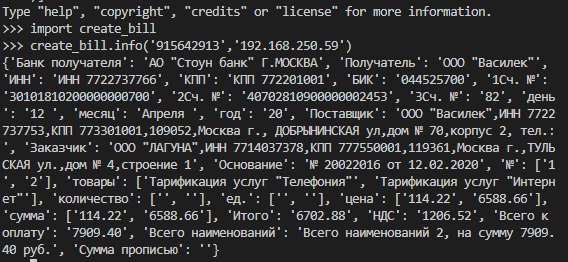 Type "help", "copyright", "credits" or "license" for more information.
>>> import create_bill
>>> create_bill.info('915642913','192.168.250.59')
{'Банк получателя': 'АО "Стоун банк" Г.МОСКВА', 'Получатель': 'ООО "Василек"',
'ИНН': 'ИНН 7722737766', 'КПП': 'КПП 772201001', 'БИК': '044525700', '1Сч. №':
'30101810200000000700', '2Сч. №': '40702810900000002453', '3Сч. №': '82', 'день
': '12 ', 'месяц': 'Апреля ', 'год': '20', 'Поставщик': 'ООО "Василек",ИНН 7722
737753,КПП 773301001,109052,Москва г., ДОБРЫНИНСКАЯ ул,дом № 70,корпус 2, тел.:
', 'Заказчик': 'ООО "ЛАГУНА",ИНН 7714037378,КПП 777550001,119361,Москва г.,ТУЛЬ
СКАЯ ул.,дом № 4,строение 1', 'Основание': '№ 20022016 от 12.02.2020', '№': ['1
', '2'], 'товары': ['Тарификация услуг "Телефония"', 'Тарификация услуг "Интерн
ет"'], 'количество': ['', ''], 'ед.': ['', ''], 'цена': ['114.22', '6588.66'],
'сумма': ['114.22', '6588.66'], 'Итого': '6702.88', 'НДС': '1206.52', 'Всего к
оплату': '7909.40', 'Всего наименований': 'Всего наименований 2, на сумму 7909.
40 руб.', 'Сумма прописью': ''}